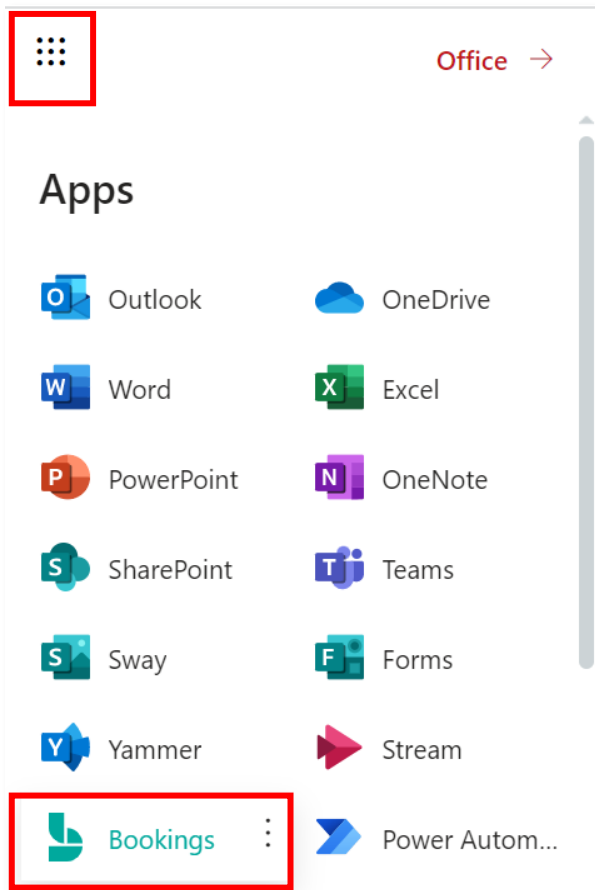 Office →
Apps
Outlook
OneDrive
Word
Excel
PowerPoint
OneNote
SharePoint
Teams
Sway
Forms
Yammer
Stream
Bookings
Power Autom...